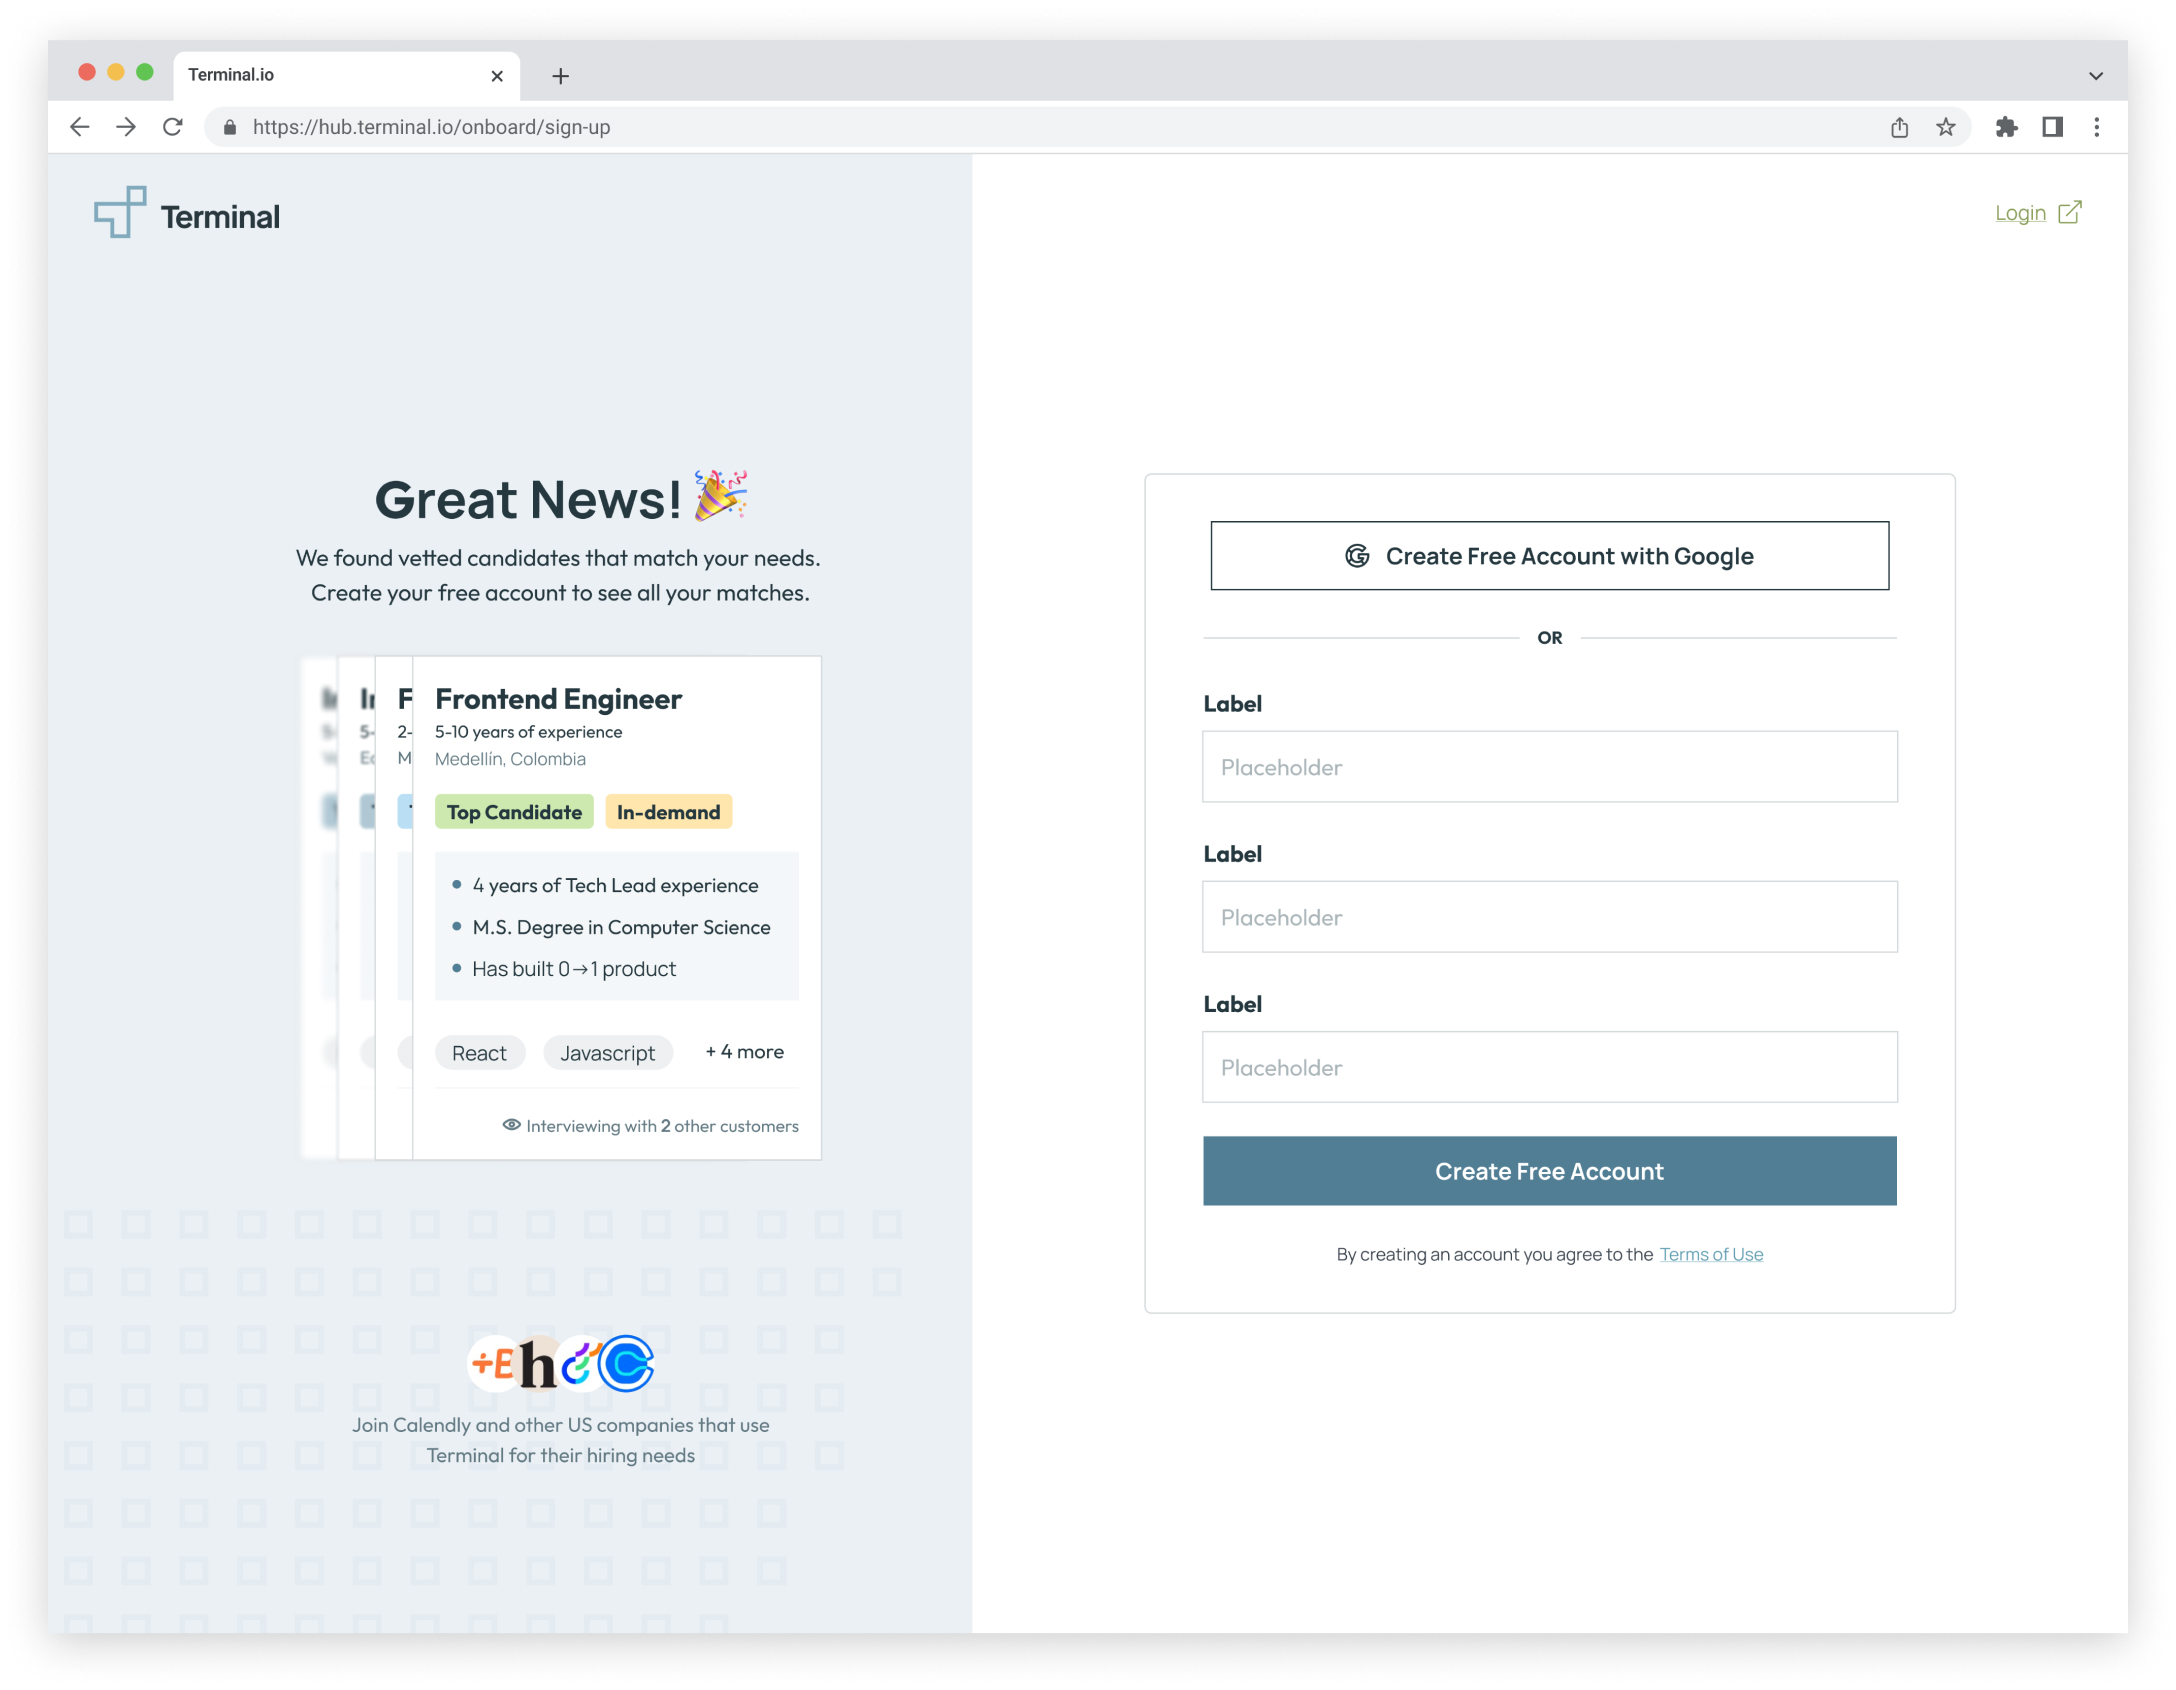 Terminal.io
https://hub.terminal.io/onboard/sign-up
Terminal
Login
Great News!
We found vetted candidates that match your needs.
Create your free account to see all your matches.
Frontend Engineer
5-10 years of experience
Medellín, Colombia
Top Candidate
In-demand
4 years of Tech Lead experience
M.S. Degree in Computer Science
Has built 0→1 product
React
Javascript
+ 4 more
Interviewing with 2 other customers
Join Calendly and other US companies that use
Terminal for their hiring needs
Create Free Account with Google
OR
Label
Placeholder
Label
Placeholder
Label
Placeholder
Create Free Account
By creating an account you agree to the Terms of Use